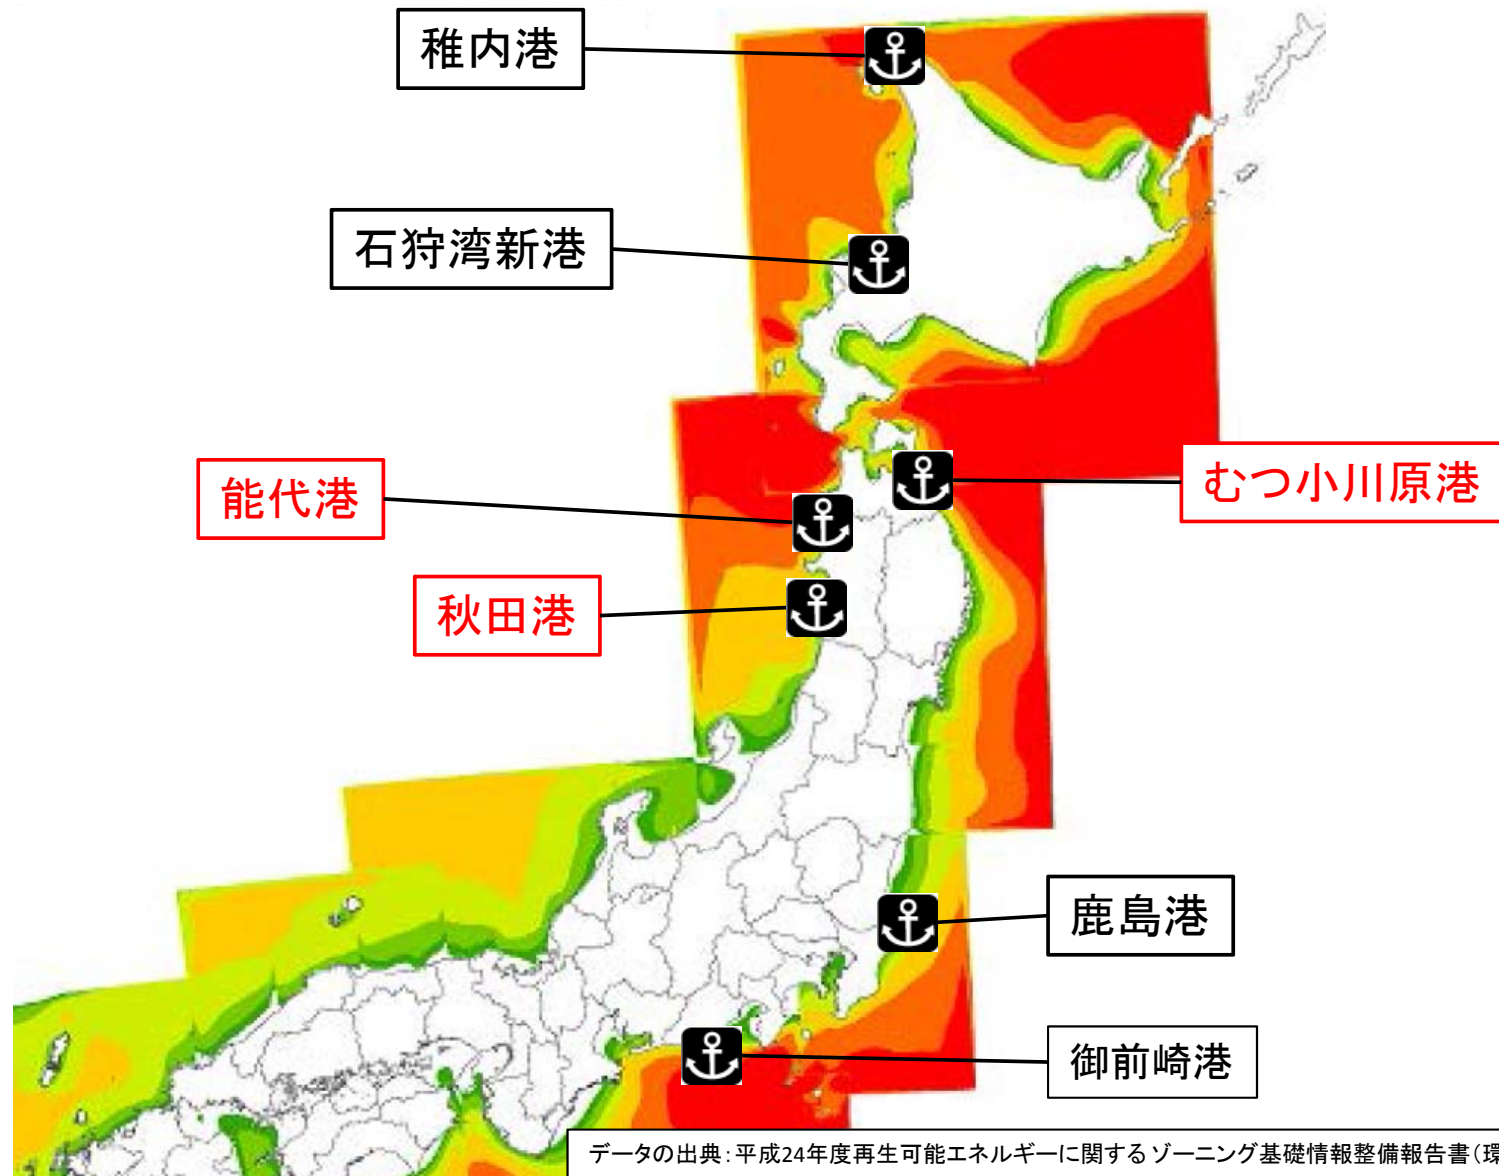 稚内港
石狩湾新港
能代港
むつ小川原港
秋田港
鹿島港
御前崎港
データの出典：平成24年度再生可能エネルギーに関するゾーニング基礎情報整備報告書（環